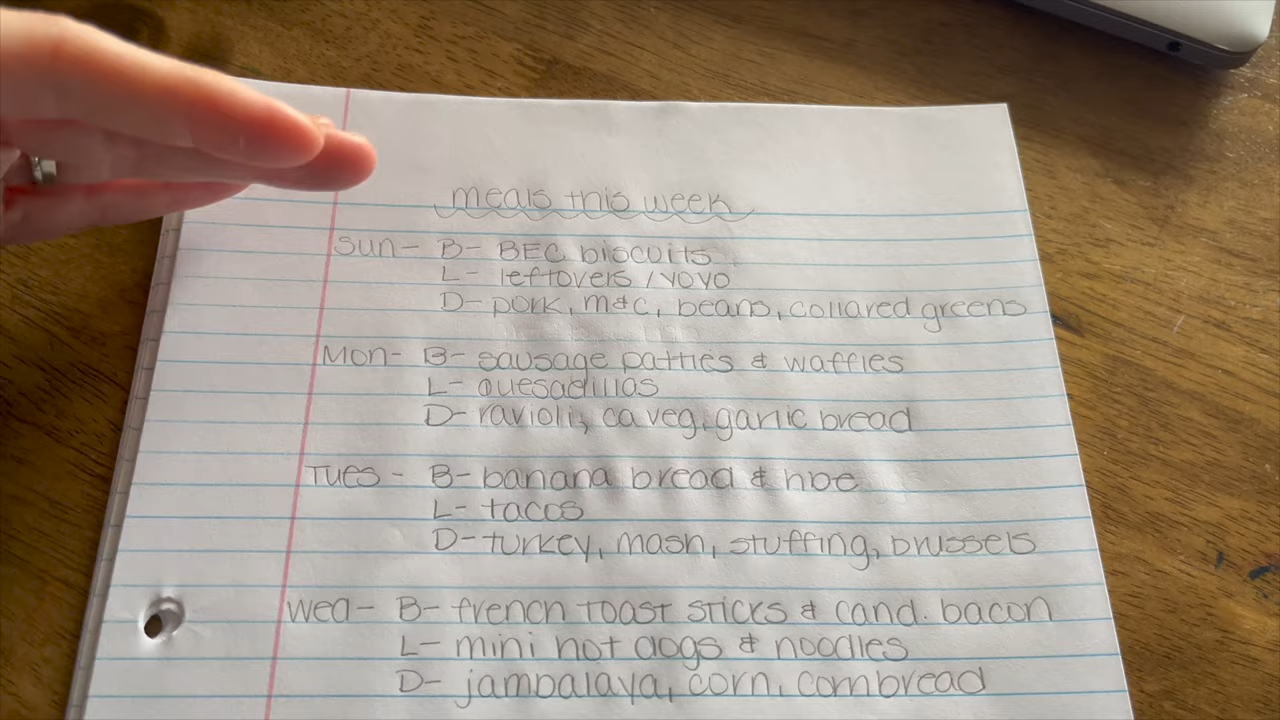 meals this week
Sun- B- BEC biscuits
L- leftovers / YOYO
D- pork, m&c, beans, collared greens
Mon- B- sausage patties & waffles
L- quesadillas
D- ravioli, ca veg, garlic bread
Tues- B- banana bread & hbe
L- tacos
D- turkey, mash, stuffing, brussels
Wed- B- french toast sticks & cand. bacon
L- mini hot dogs & noodles
D- jambalaya, corn, cornbread